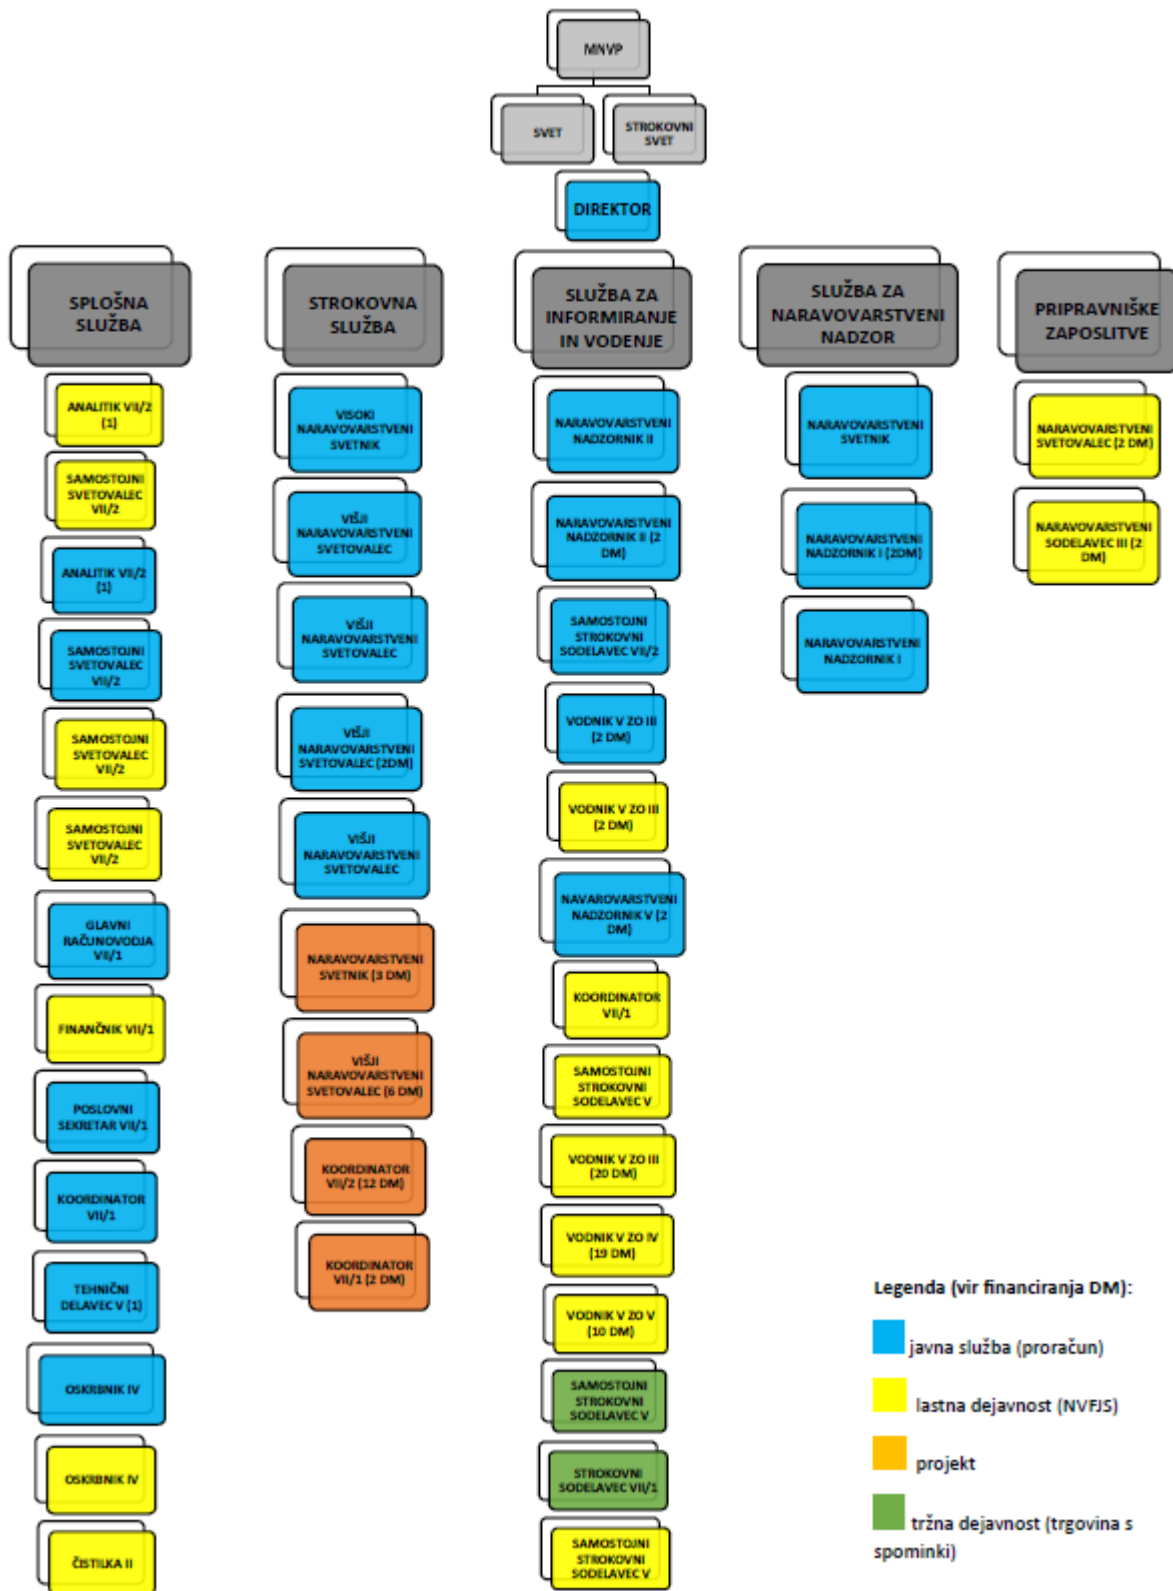 MNVP
SVET
STROKOVNI
SVET
DIREKTOR
SPLOŠNA
SLUŽBA
ANALITIK VII/2
(1)
SAMOSTOJNI
SVETOVALEC
VII/2
ANALITIK VII/2
(1)
SAMOSTOJNI
SVETOVALEC
VII/2
SAMOSTOJNI
SVETOVALEC
VII/2
SAMOSTOJNI
SVETOVALEC
VII/2
GLAVNI
RAČUNOVODJA
VII/1
FINANČNIK VII/1
POSLOVNI
SEKRETAR VII/1
KOORDINATOR
VII/1
TEHNIČNI
DELAVEC V (1)
OSKRBNIK IV
OSKRBNIK IV
ČISTILKA II
STROKOVNA
SLUŽBA
VISOKI
NARAVOVARSTVENI
SVETNIK
VIŠJI
NARAVOVARSTVENI
SVETOVALEC
VIŠJI
NARAVOVARSTVENI
SVETOVALEC
VIŠJI
NARAVOVARSTVENI
SVETOVALEC (2DM)
VIŠJI
NARAVOVARSTVENI
SVETOVALEC
NARAVOVARSTVENI
SVETNIK (3 DM)
VIŠJI
NARAVOVARSTVENI
SVETOVALEC (6 DM)
KOORDINATOR
VII/2 (12 DM)
KOORDINATOR
VII/1 (2 DM)
SLUŽBA ZA
INFORMIRANJE
IN VODENJE
NARAVOVARSTVENI
NADZORNIK II
NARAVOVARSTVENI
NADZORNIK II (2
DM)
SAMOSTOJNI
STROKOVNI
SODELAVEC VII/2
VODNIK V ZO III
(2 DM)
VODNIK V ZO III
(2 DM)
NAVAROVARSTVENI
NADZORNIK V (2
DM)
KOORDINATOR
VII/1
SAMOSTOJNI
STROKOVNI
SODELAVEC V
VODNIK V ZO III
(20 DM)
VODNIK V ZO IV
(19 DM)
VODNIK V ZO V
(10 DM)
SAMOSTOJNI
STROKOVNI
SODELAVEC V
STROKOVNI
SODELAVEC VII/1
SAMOSTOJNI
STROKOVNI
SODELAVEC V
SLUŽBA ZA
NARAVOVARSTVENI
NADZOR
NARAVOVARSTVENI
SVETNIK
NARAVOVARSTVENI
NADZORNIK I (2DM)
NARAVOVARSTVENI
NADZORNIK I
PRIPRAVNIŠKE
ZAPOSLITVE
NARAVOVARSTVENI
SVETOVALEC (2 DM)
NARAVOVARSTVENI
SODELAVEC III (2
DM)
Legenda (vir financiranja DM):
javna služba (proračun)
lastna dejavnost (NVFJS)
projekt
tržna dejavnost (trgovina s
spominki)